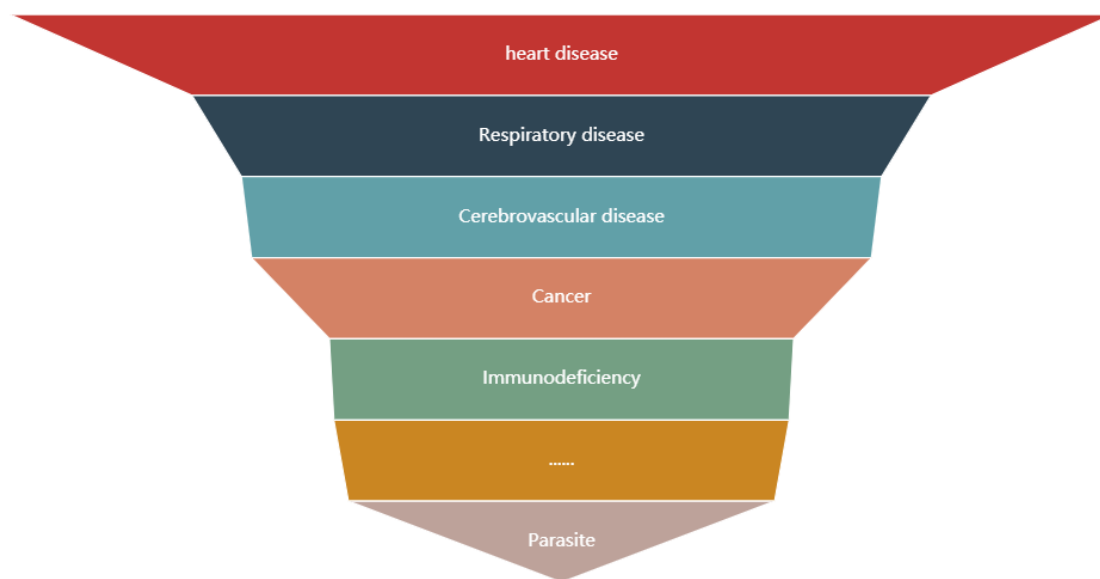 heart disease
Respiratory disease
Cerebrovascular disease
Cancer
Immunodeficiency
......
Parasite